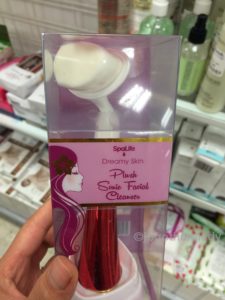 SpaLife
Dreamy Skin
Plush
Sonic Facial
Cleanser